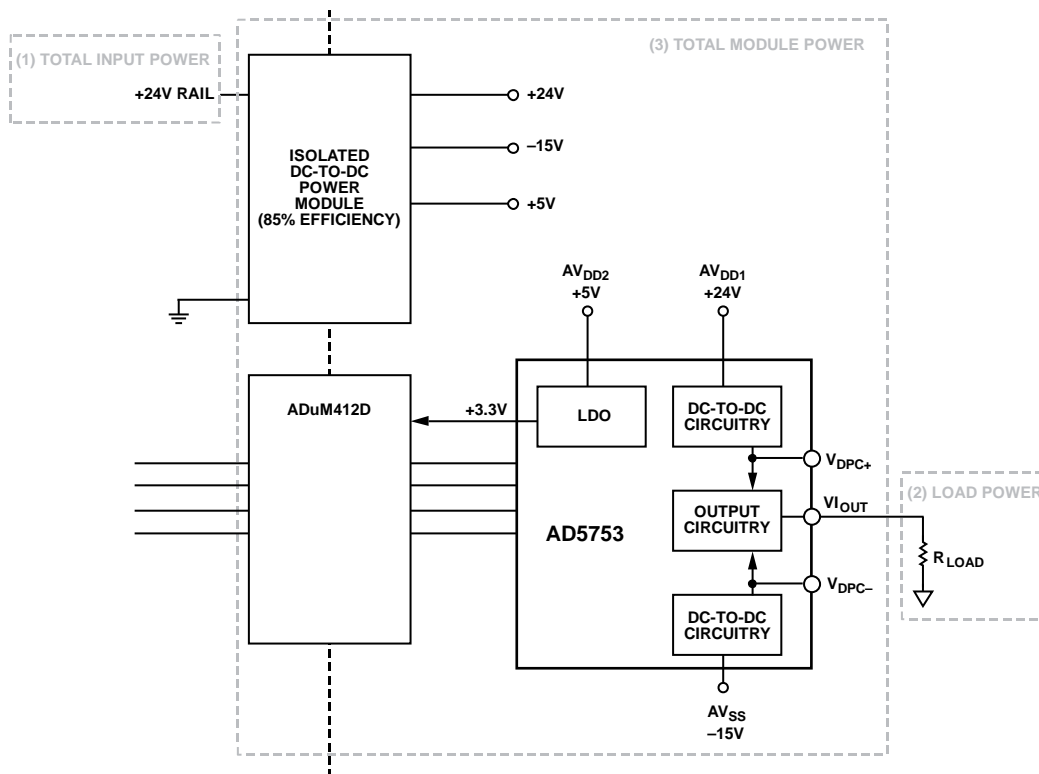 (3) TOTAL MODULE POWER
(1) TOTAL INPUT POWER
+24V RAIL
+24V
–15V
+5V
ISOLATED
DC-TO-DC
POWER
MODULE
(85% EFFICIENCY)
AVDD2
+5V
AVDD1
+24V
ADuM412D
+3.3V
LDO
DC-TO-DC
CIRCUITRY
VDPC+
AD5753
OUTPUT
CIRCUITRY
VIOUT
(2) LOAD POWER
RLOAD
VDPC–
DC-TO-DC
CIRCUITRY
AVSS
–15V